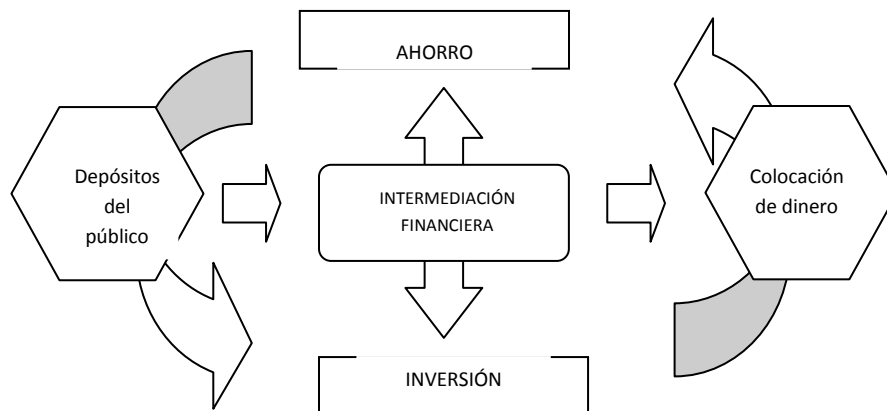 AHORRO
Depósitos
del
público
INTERMEDIACIÓN
FINANCIERA
Colocación
de dinero
INVERSIÓN